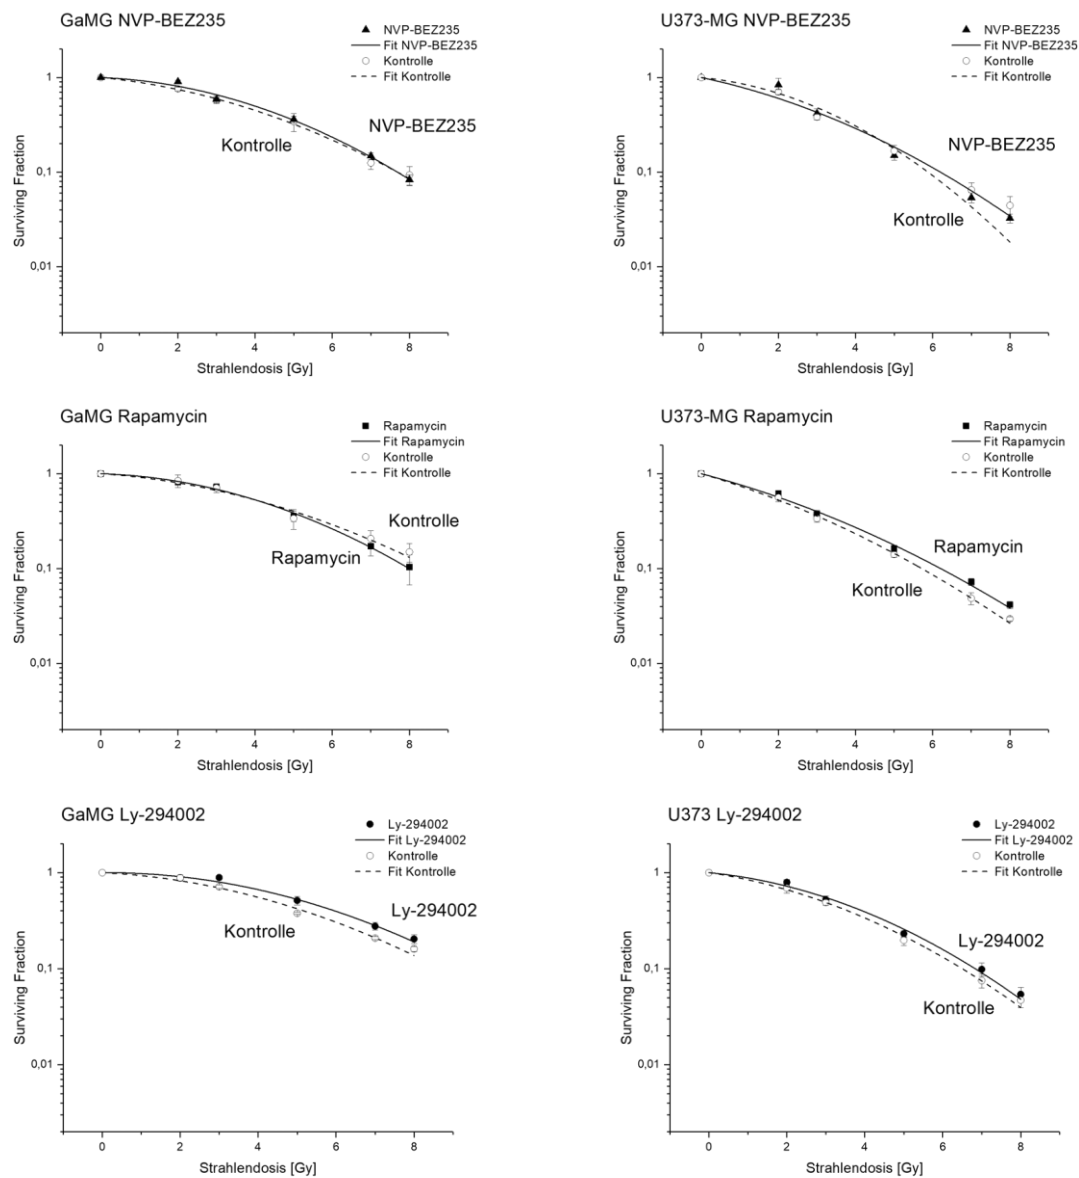 GaMG NVP-BEZ235
NVP-BEZ235
Fit NVP-BEZ235
Kontrolle
Fit Kontrolle
1
0,1
0,01
Surviving Fraction
Kontrolle
NVP-BEZ235
0 2 4 6 8
Strahlendosis [Gy]
U373-MG NVP-BEZ235
NVP-BEZ235
Fit NVP-BEZ235
Kontrolle
Fit Kontrolle
1
0,1
0,01
Surviving Fraction
NVP-BEZ235
Kontrolle
0 2 4 6 8
Strahlendosis [Gy]
GaMG Rapamycin
Rapamycin
Fit Rapamycin
Kontrolle
Fit Kontrolle
1
0,1
0,01
Surviving Fraction
Kontrolle
Rapamycin
0 2 4 6 8
Strahlendosis [Gy]
U373-MG Rapamycin
Rapamycin
Fit Rapamycin
Kontrolle
Fit Kontrolle
1
0,1
0,01
Surviving Fraction
Rapamycin
Kontrolle
0 2 4 6 8
Strahlendosis [Gy]
GaMG Ly-294002
Ly-294002
Fit Ly-294002
Kontrolle
Fit Kontrolle
1
0,1
0,01
Surviving Fraction
Ly-294002
Kontrolle
0 2 4 6 8
Strahlendosis [Gy]
U373 Ly-294002
Ly-294002
Fit Ly-294002
Kontrolle
Fit Kontrolle
1
0,1
0,01
Surviving Fraction
Ly-294002
Kontrolle
0 2 4 6 8
Strahlendosis [Gy]